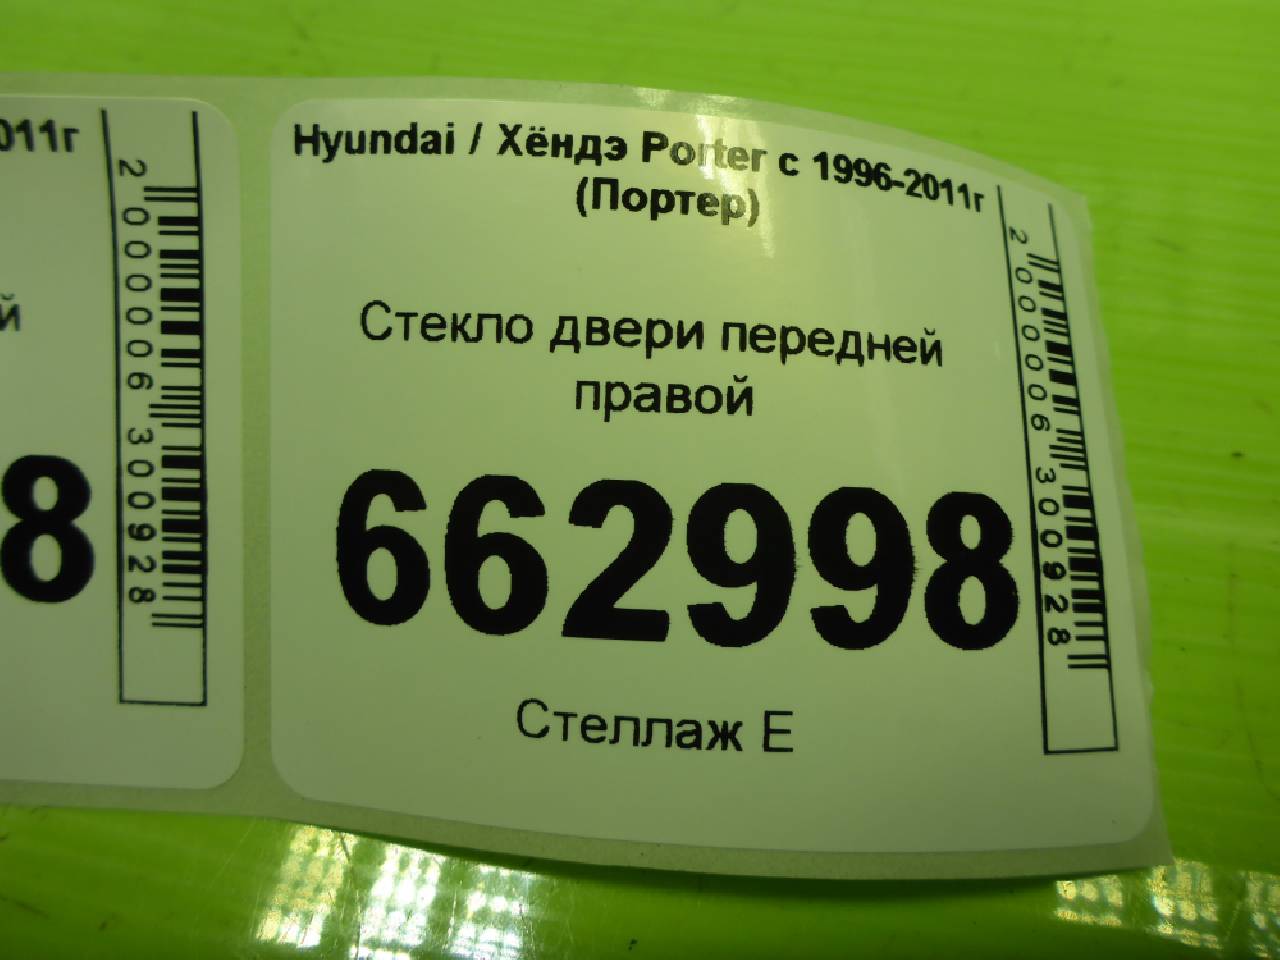 Hyundai / Хёндэ Porter с 1996-2011г
(Портер)
Стекло двери передней
правой
662998
Стеллаж Е
2000006300928
011г
й
8
2000006300928